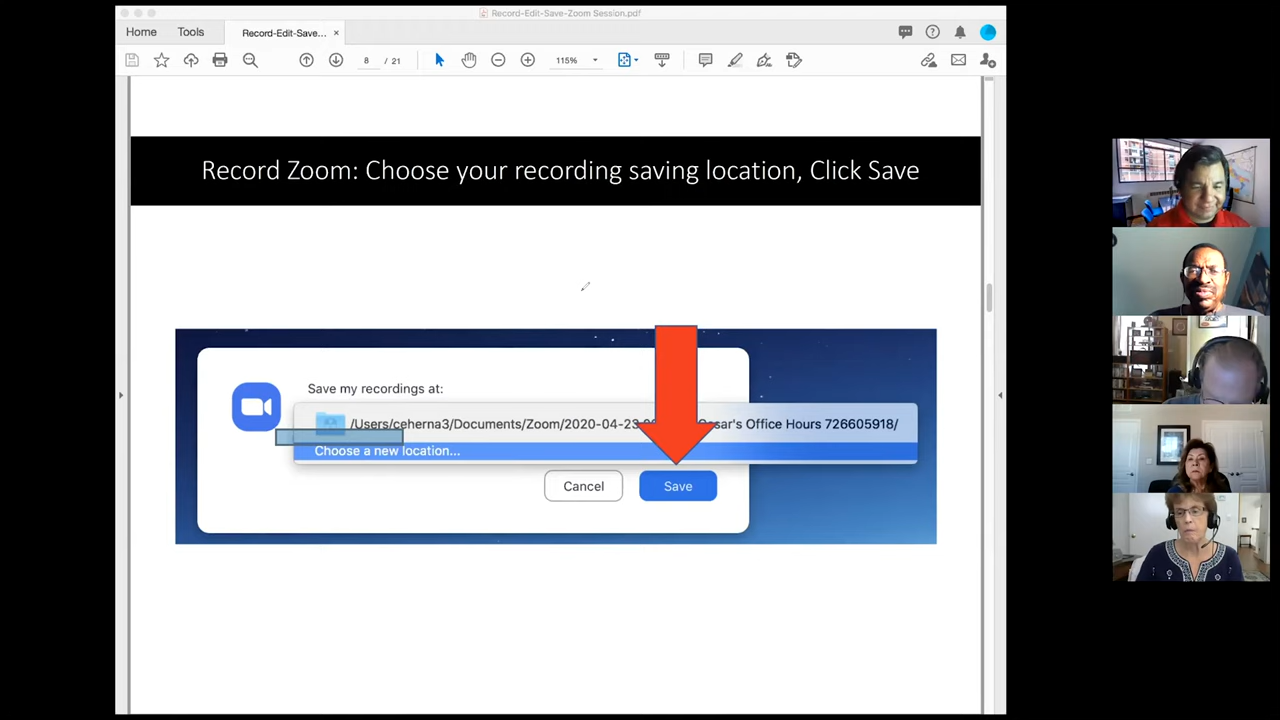 Record-Edit-Save-Zoom Session.pdf
Home Tools Record-Edit-Save... ×
8 / 21 115%
Record Zoom: Choose your recording saving location, Click Save
Save my recordings at:
/Users/ceherna3/Documents/Zoom/2020-04-23 Office Hours 726605918/
Choose a new location...
Cancel Save